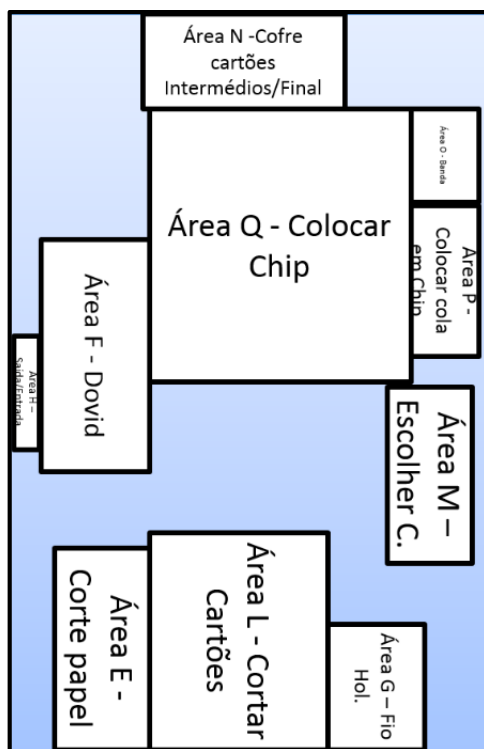 Área N -Cofre
cartões
Intermédios/Final
Área O - Banda
Área Q - Colocar
Chip
Área P -
Colocar cola
em Chip
Área F - Dovid
Área H –
Saída/Entrada
Área M –
Escolher C.
Área L - Cortar
Cartões
Área E -
Corte papel
Área G – Fio
Hol.